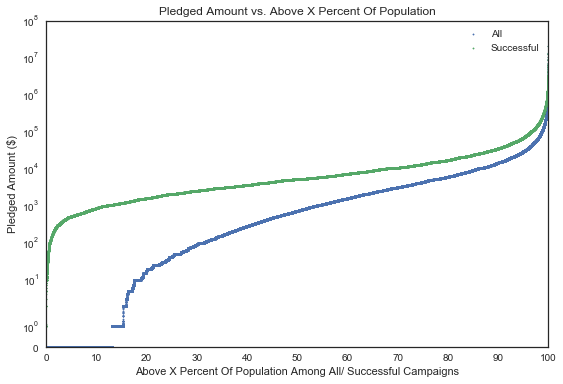 Pledged Amount vs. Above X Percent Of Population
All
Successful
Pledged Amount ($)
10^8
10^7
10^6
10^5
10^4
10^3
10^2
10^1
10^0
0
0 10 20 30 40 50 60 70 80 90 100
Above X Percent Of Population Among All/ Successful Campaigns